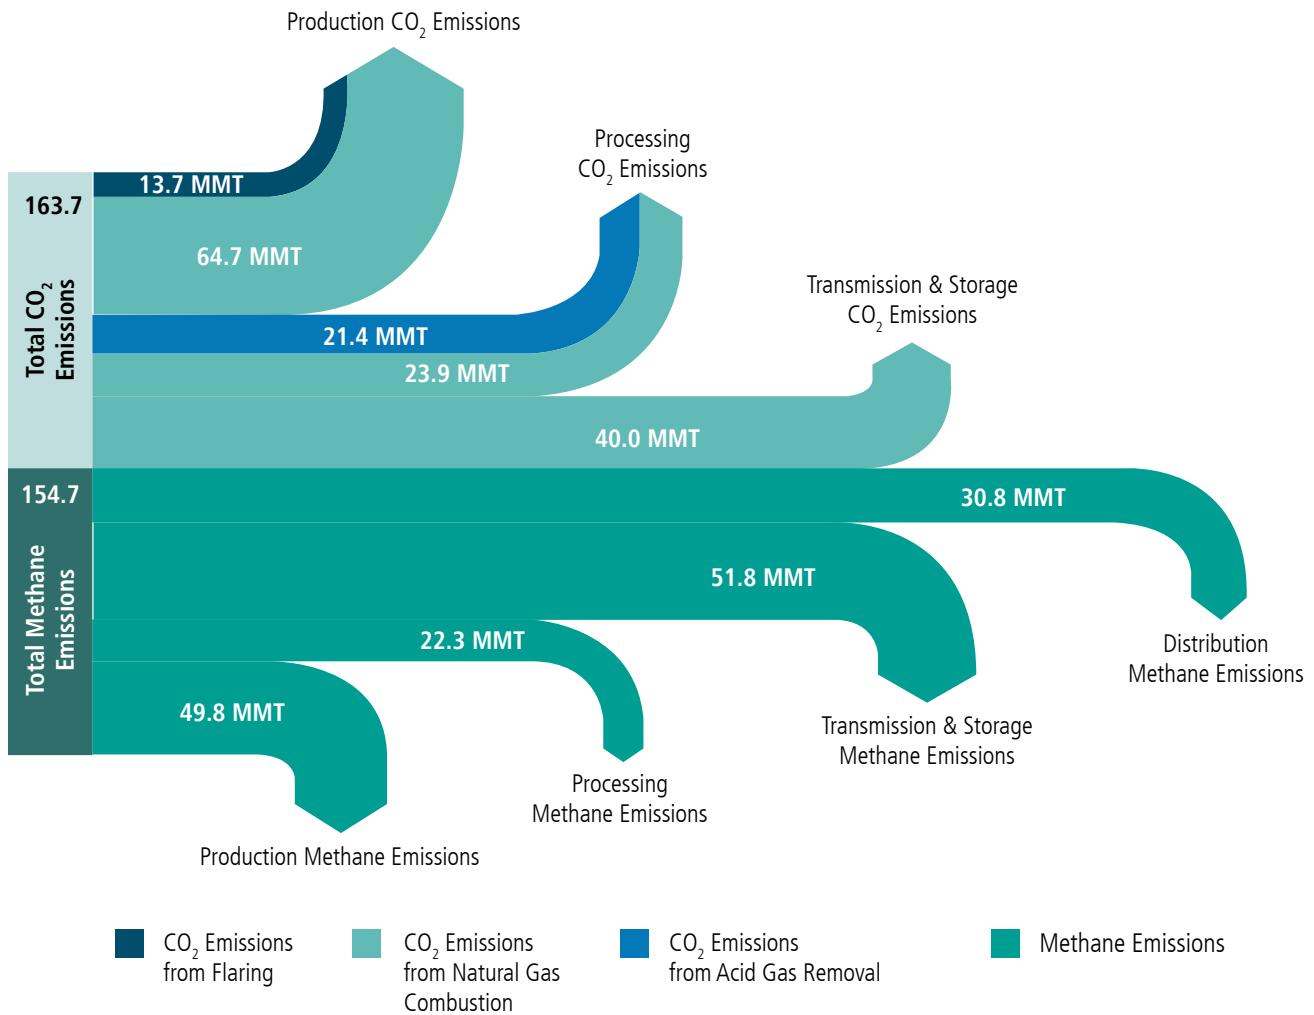 Production CO₂ Emissions
Processing
CO₂ Emissions
13.7 MMT
163.7
64.7 MMT
Transmission & Storage
CO₂ Emissions
Total CO₂
Emissions
21.4 MMT
23.9 MMT
40.0 MMT
154.7
30.8 MMT
Total Methane
Emissions
51.8 MMT
22.3 MMT
Distribution
Methane Emissions
49.8 MMT
Transmission & Storage
Methane Emissions
Processing
Methane Emissions
Production Methane Emissions
CO₂ Emissions
from Flaring
CO₂ Emissions
from Natural Gas
Combustion
CO₂ Emissions
from Acid Gas Removal
Methane Emissions